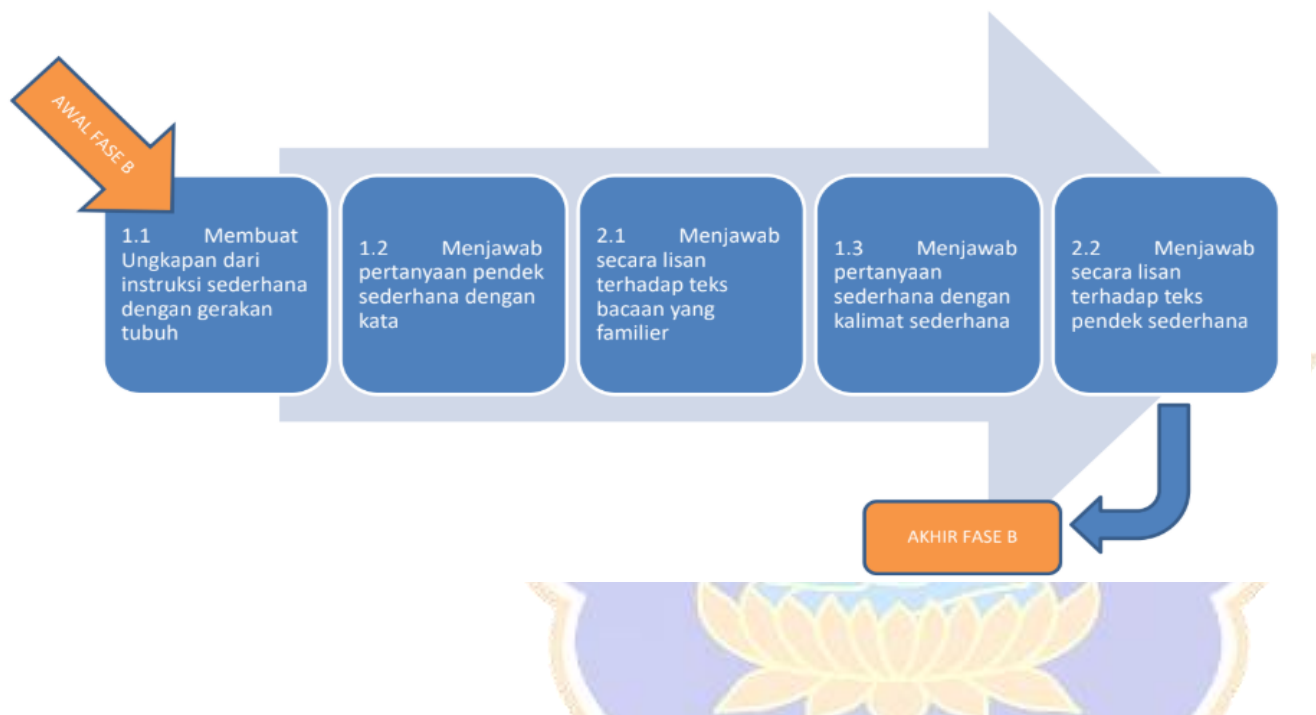 AWAL FASE B
1.1 Membuat
Ungkapan dari
instruksi sederhana
dengan gerakan
tubuh
1.2 Menjawab
pertanyaan pendek
sederhana dengan
kata
2.1 Menjawab
secara lisan
terhadap teks
bacaan yang
familier
1.3 Menjawab
pertanyaan
sederhana dengan
kalimat sederhana
2.2 Menjawab
secara lisan
terhadap teks
pendek sederhana
AKHIR FASE B